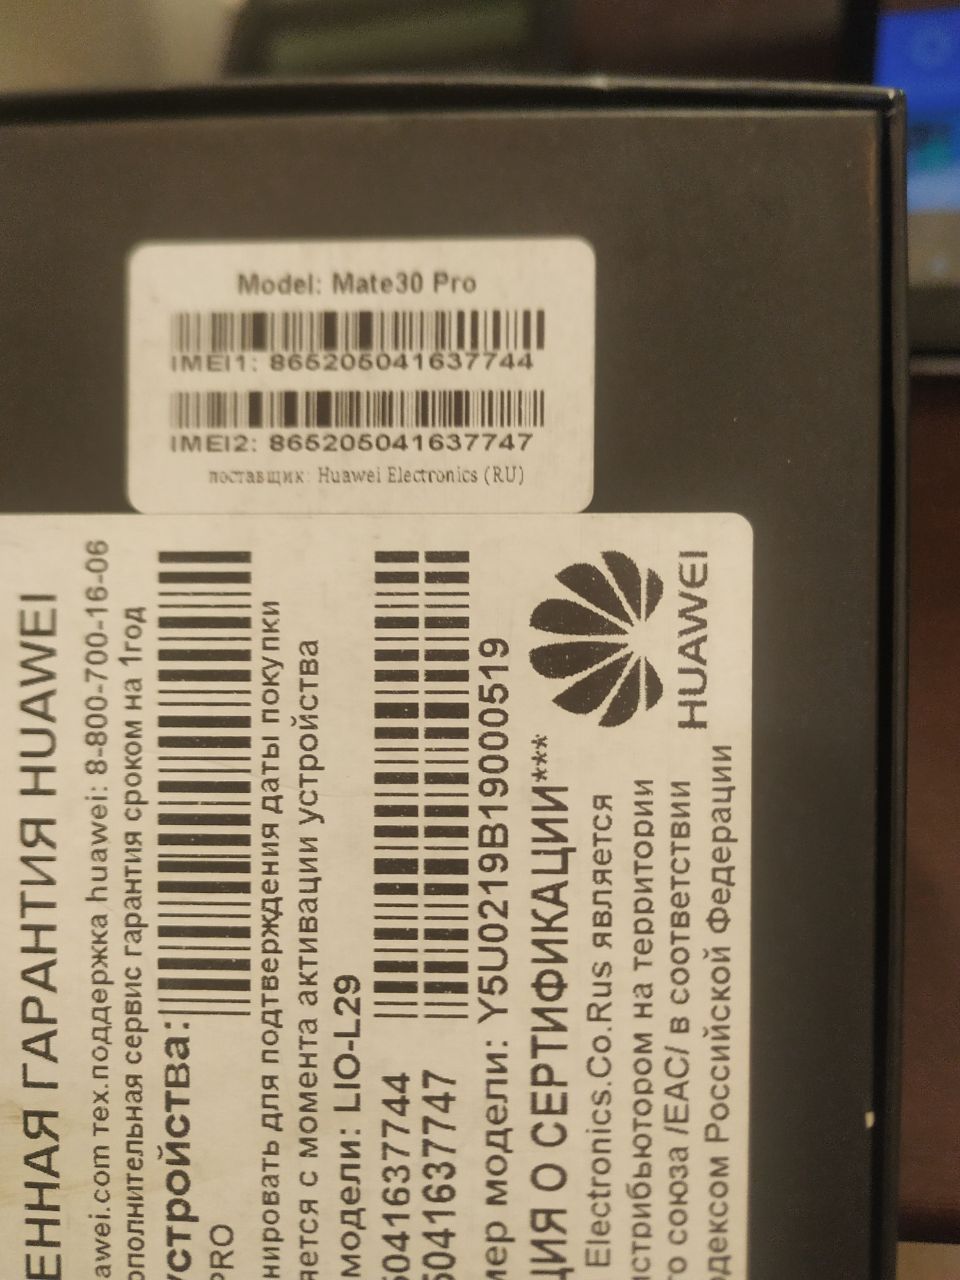 Model: Mate30 Pro
IMEI1: 865205041637744
IMEI2: 865205041637747
поставщик: Huawei Electronics (RU)
ЕННАЯ ГАРАНТИЯ HUAWEI
awei.com тех.поддержка huawei: 8-800-700-16-06
ополнительная сервис гарантия сроком на 1год
устройства:
PRO
нировать для подтверждения даты покупки
яется с момента активации устройства
модели: LIO-L29
5041637744
5041637747
мер модели: Y5U0219B19000519
ЦИЯ О СЕРТИФИКАЦИИ***
Electronics.Co.Rus является
истрибьютором на территории
го союза /EAC/ в соответствии
одексом Российской Федерации
HUAWEI